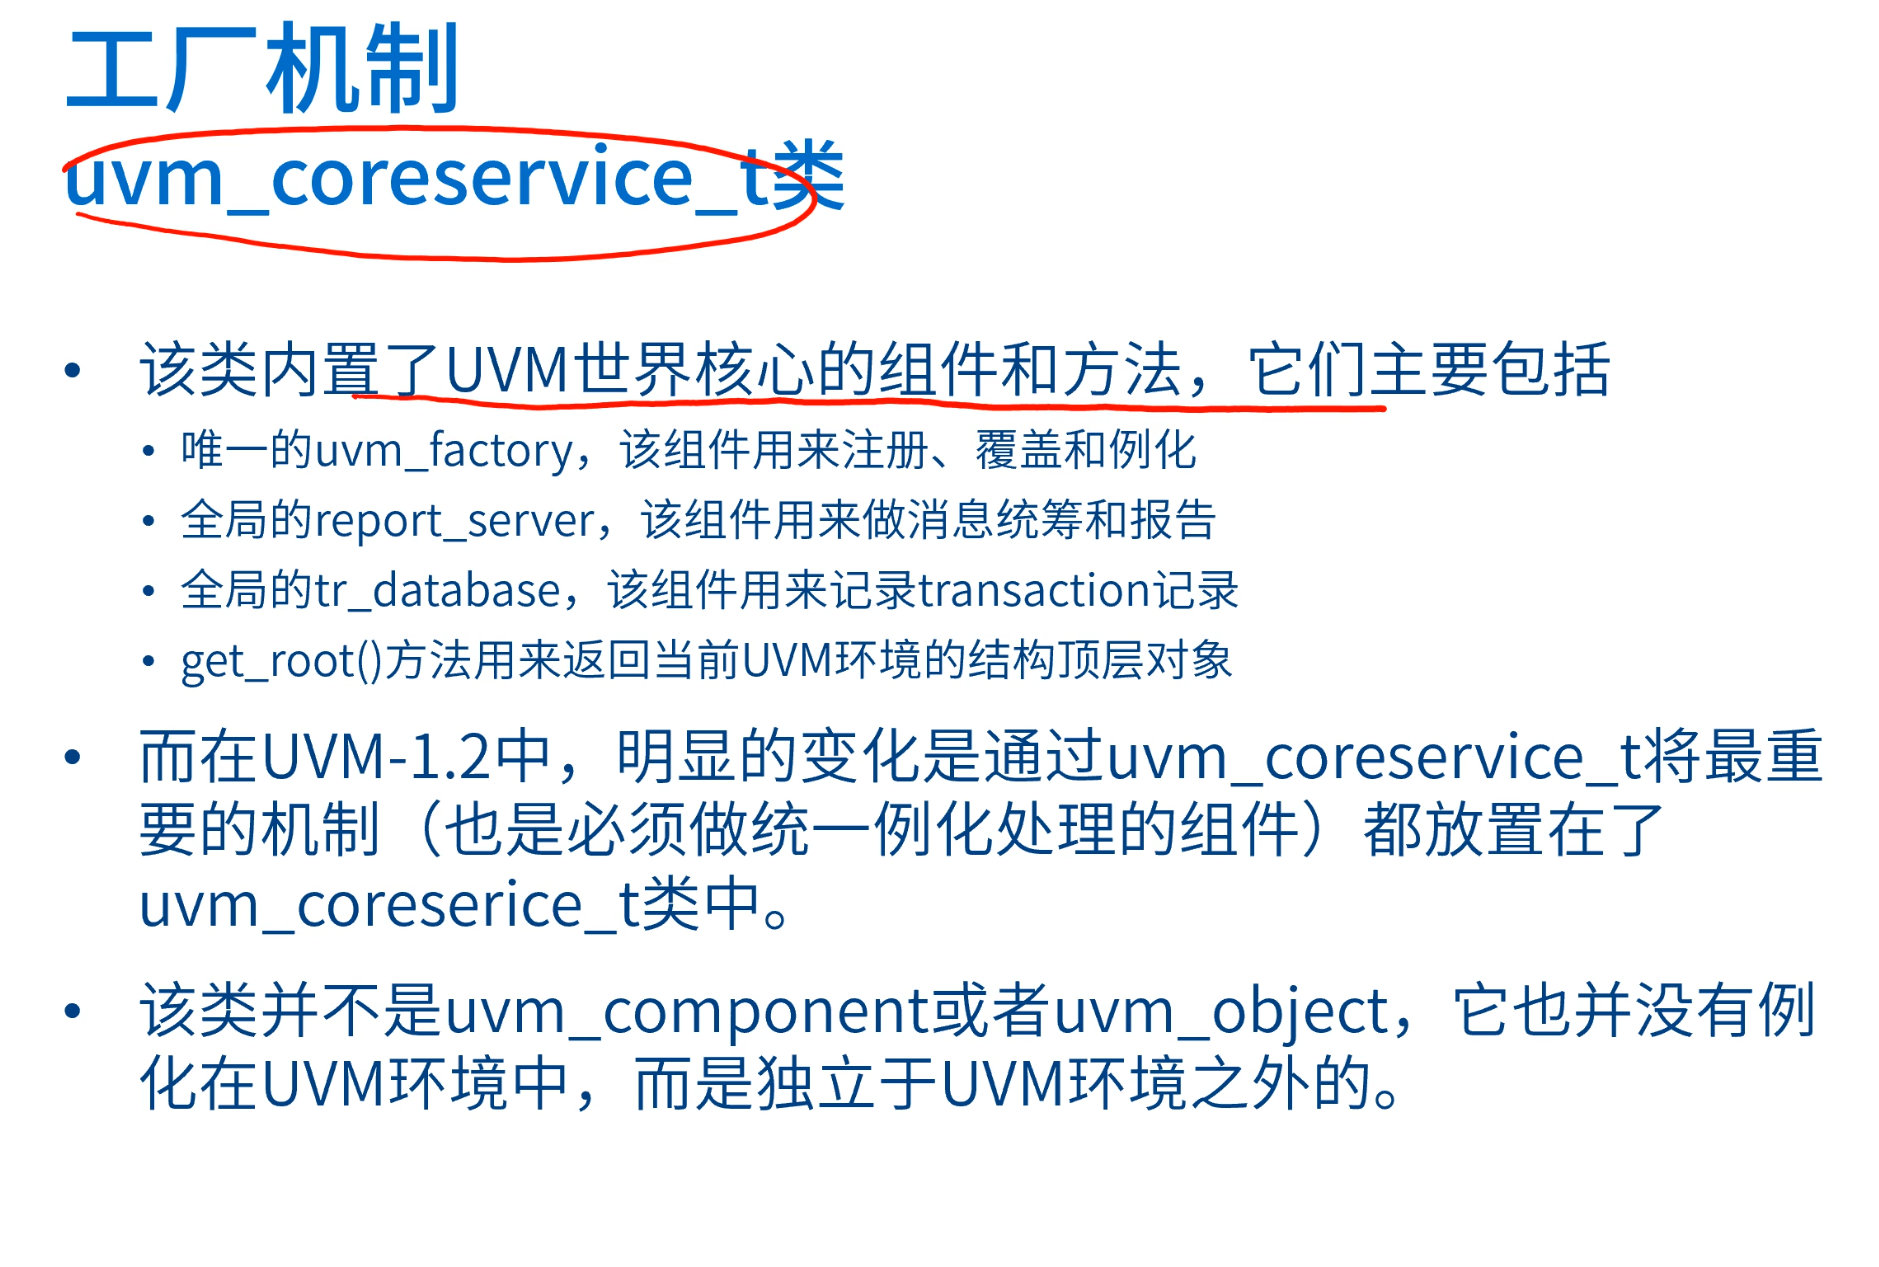 工厂机制
uvm_coreservice_t类
• 该类内置了UVM世界核心的组件和方法，它们主要包括
• 唯一的uvm_factory，该组件用来注册、覆盖和例化
• 全局的report_server，该组件用来做消息统筹和报告
• 全局的tr_database，该组件用来记录transaction记录
• get_root()方法用来返回当前UVM环境的结构顶层对象
• 而在UVM-1.2中，明显的变化是通过uvm_coreservice_t将最重
要的机制（也是必须做统一例化处理的组件）都放置在了
uvm_coreserice_t类中。
• 该类并不是uvm_component或者uvm_object，它也并没有例
化在UVM环境中，而是独立于UVM环境之外的。